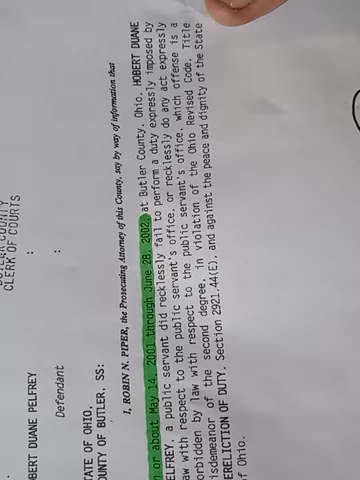 CLERK OF COURTS
:
BERT DUANE PELFREY
:
Defendant
TATE OF OHIO,
OUNTY OF BUTLER, SS:
I, ROBIN N. PIPER, the Prosecuting Attorney of this County, say by way of information that
n or about May 14, 2001 through June 28, 2002, at Butler County, Ohio, HOBERT DUANE
ELFREY, a public servant did recklessly fail to perform a duty expressly imposed by
aw with respect to the public servant's office, or recklessly do any act expressly
orbidden by law with respect to the public servant's office, which offense is a
isdemeanor of the second degree, in violation of the Ohio Revised Code, Title
ERELICTION OF DUTY, Section 2921.44(E), and against the peace and dignity of the State
f Ohio.